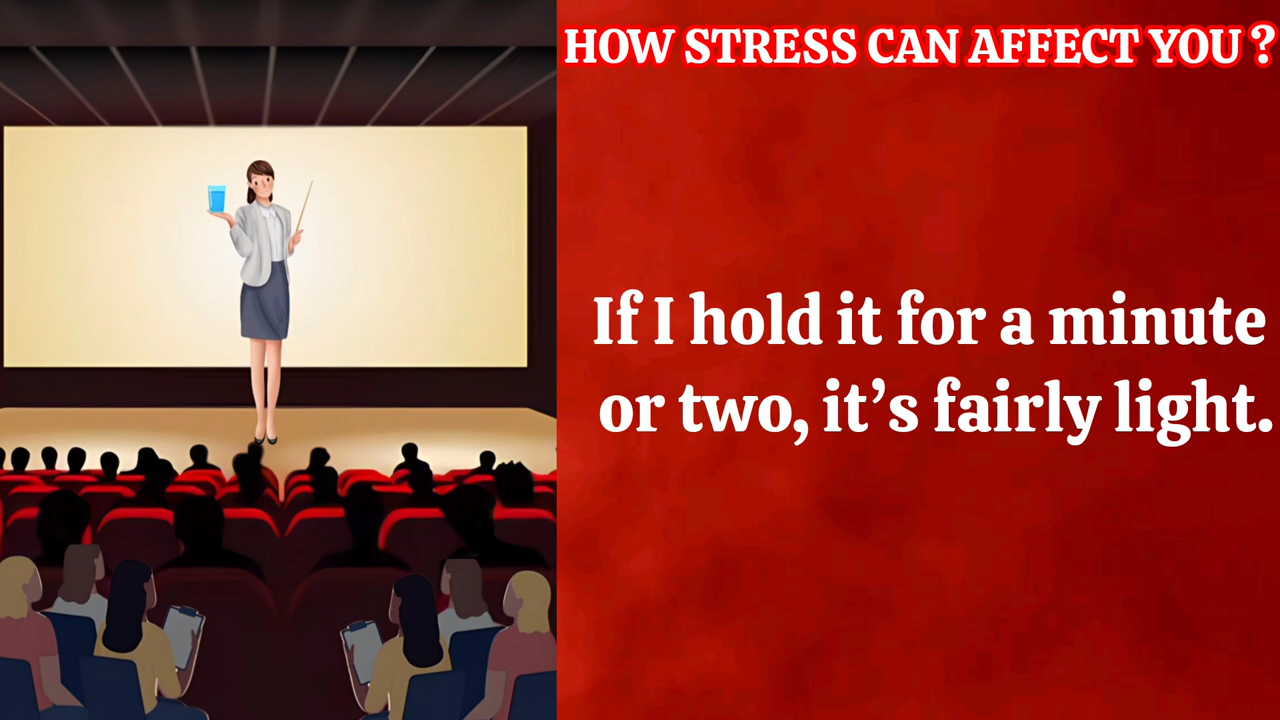 HOW STRESS CAN AFFECT YOU ?
If I hold it for a minute
or two, it’s fairly light.